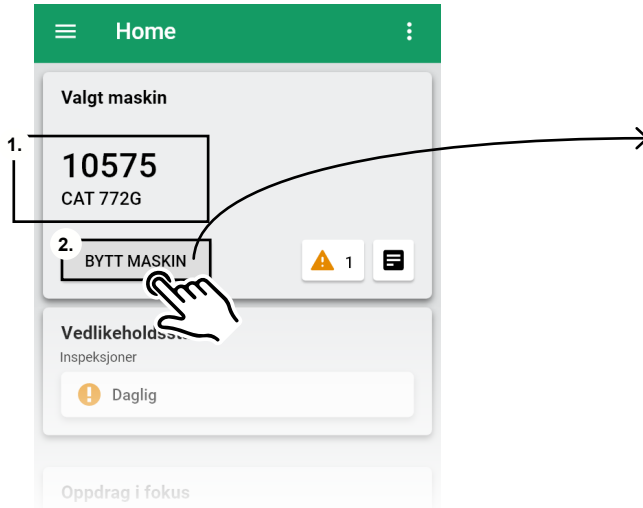 Home
Valgt maskin
1.
10575
CAT 772G
2.
BYTT MASKIN
1
Inspeksjoner
Daglig
Oppdrag i fokus